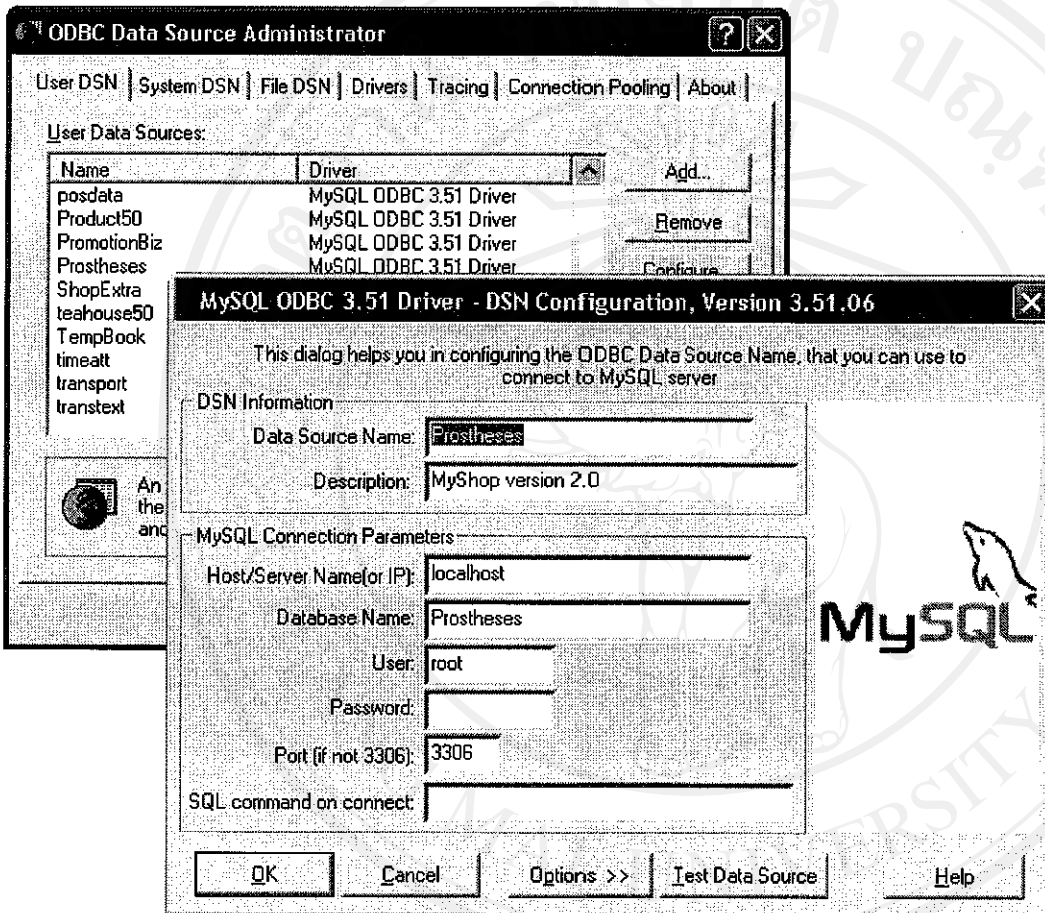 ODBC Data Source Administrator
User DSN System DSN File DSN Drivers Tracing Connection Pooling About
User Data Sources:
Name Driver
posdata MySQL ODBC 3.51 Driver
Product50 MySQL ODBC 3.51 Driver
PromotionBiz MySQL ODBC 3.51 Driver
Prostheses MySQL ODBC 3.51 Driver
ShopExtra
teahouse50
TempBook
timeatt
transport
transtext
Add...
Remove
Configure...
An
the
and
MySQL ODBC 3.51 Driver - DSN Configuration, Version 3.51.06
This dialog helps you in configuring the ODBC Data Source Name, that you can use to
connect to MySQL server
DSN Information
Data Source Name: Prostheses
Description: MyShop version 2.0
MySQL Connection Parameters
Host/Server Name(or IP): localhost
Database Name: Prostheses
User: root
Password:
Port (if not 3306): 3306
SQL command on connect:
MySQL
OK Cancel Options >> Test Data Source Help